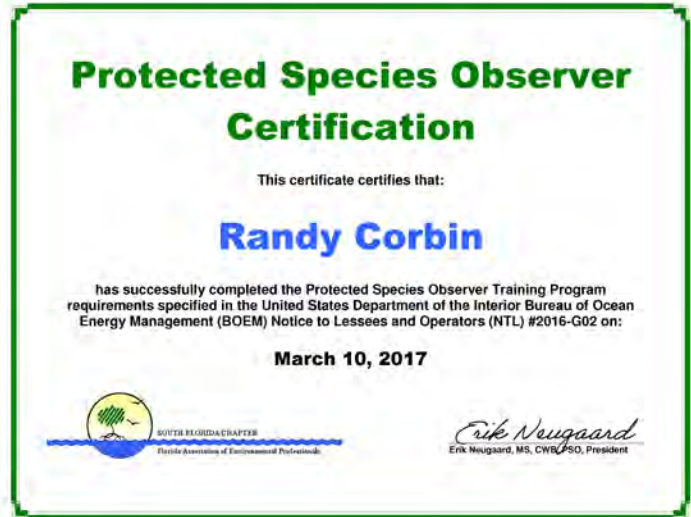 Protected Species Observer
Certification
This certificate certifies that:
Randy Corbin
has successfully completed the Protected Species Observer Training Program
requirements specified in the United States Department of the Interior Bureau of Ocean
Energy Management (BOEM) Notice to Lessees and Operators (NTL) #2016-G02 on:
March 10, 2017
SOUTH FLORIDA CHAPTER
Florida Association of Environmental Professionals
Erik Neugaard
Erik Neugaard, MS, CWB, PSO, President